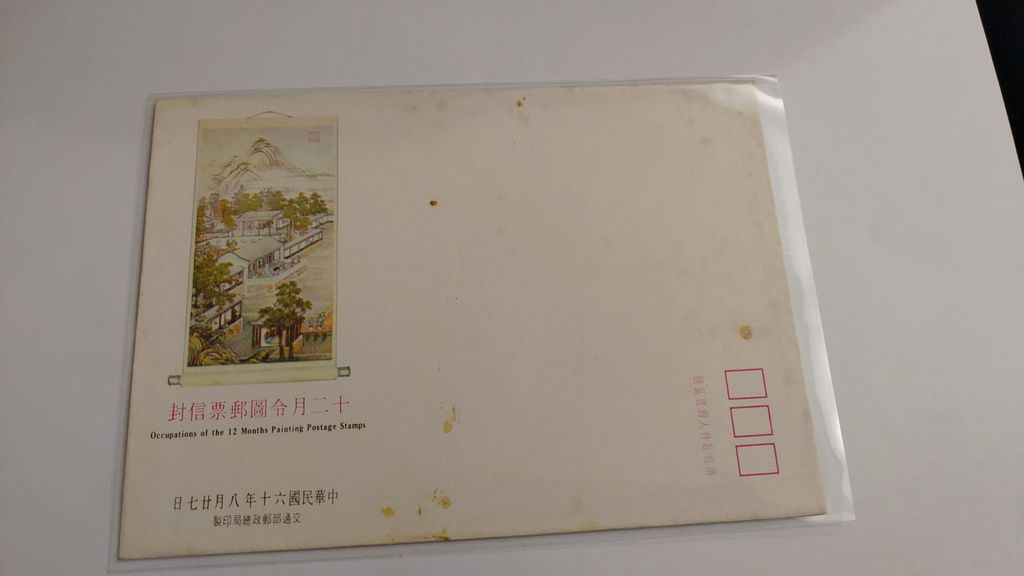 十二月令圖郵票信封
Occupations of the 12 Months Painting Postage Stamps
中華民國六十年八月廿七日
交通部郵政總局印製